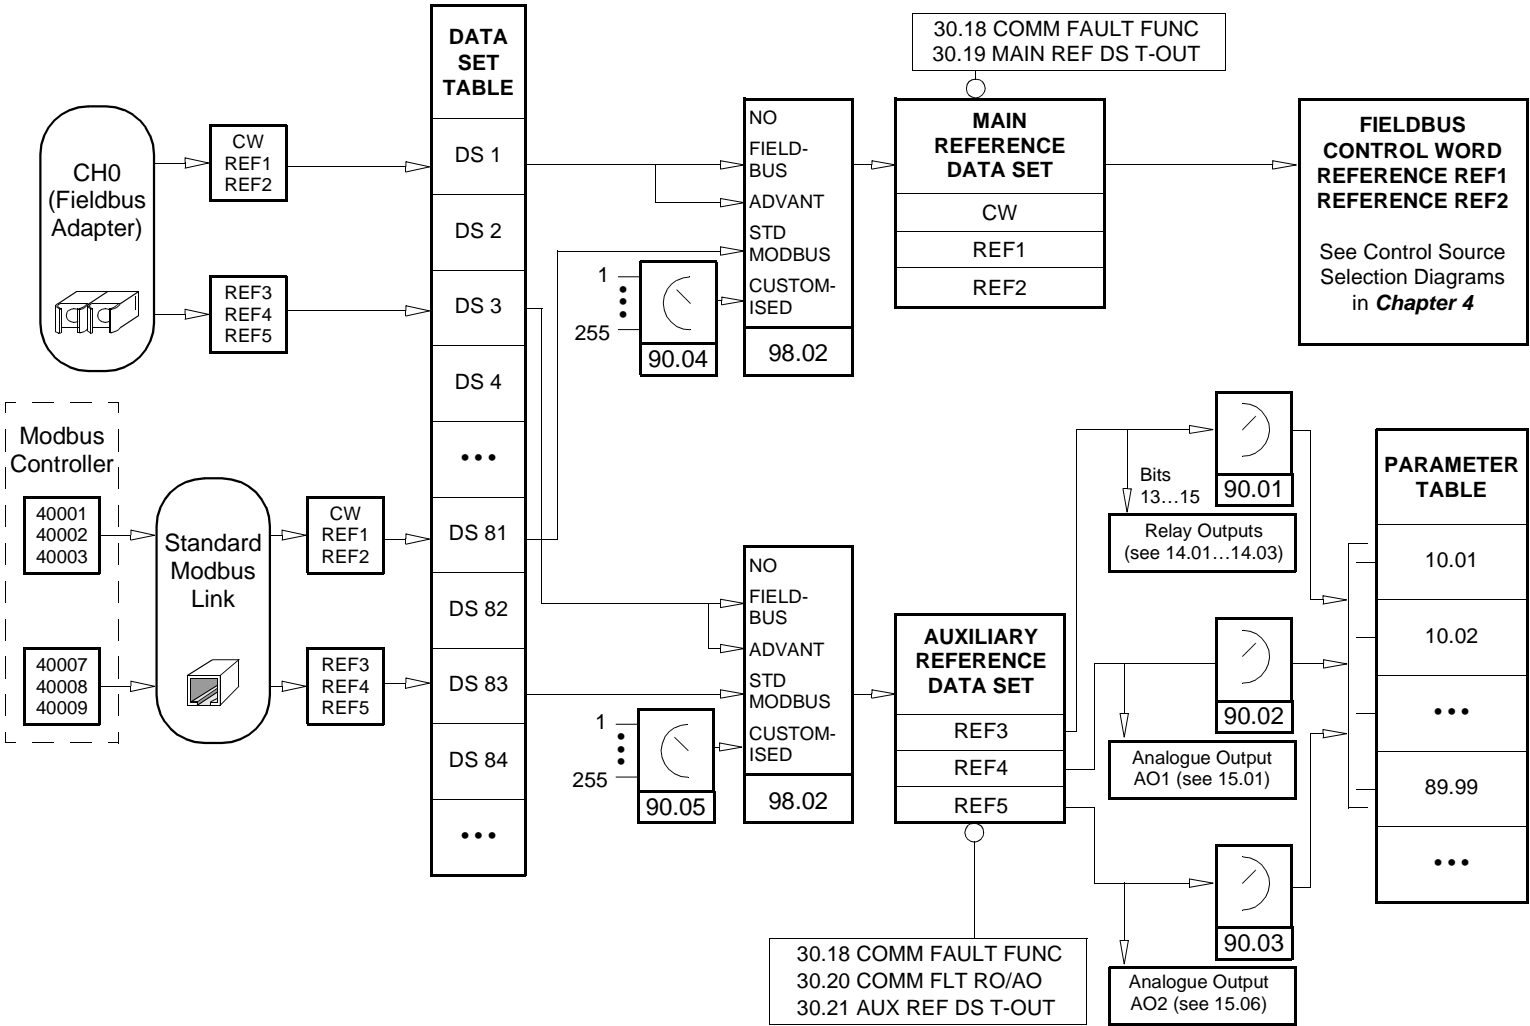 30.18 COMM FAULT FUNC
30.19 MAIN REF DS T-OUT
DATA
SET
TABLE
DS 1
DS 2
DS 3
DS 4
•••
DS 81
DS 82
DS 83
DS 84
•••
CH0
(Fieldbus
Adapter)
CW
REF1
REF2
REF3
REF4
REF5
Modbus
Controller
40001
40002
40003
40007
40008
40009
Standard
Modbus
Link
CW
REF1
REF2
REF3
REF4
REF5
1
255
90.04
NO
FIELD-
BUS
ADVANT
STD
MODBUS
CUSTOM-
ISED
98.02
MAIN
REFERENCE
DATA SET
CW
REF1
REF2
FIELDBUS
CONTROL WORD
REFERENCE REF1
REFERENCE REF2
See Control Source
Selection Diagrams
in Chapter 4
1
255
90.05
NO
FIELD-
BUS
ADVANT
STD
MODBUS
CUSTOM-
ISED
98.02
AUXILIARY
REFERENCE
DATA SET
REF3
REF4
REF5
30.18 COMM FAULT FUNC
30.20 COMM FLT RO/AO
30.21 AUX REF DS T-OUT
90.01
Bits
13...15
Relay Outputs
(see 14.01...14.03)
90.02
Analogue Output
AO1 (see 15.01)
90.03
Analogue Output
AO2 (see 15.06)
PARAMETER
TABLE
10.01
10.02
•••
89.99
•••